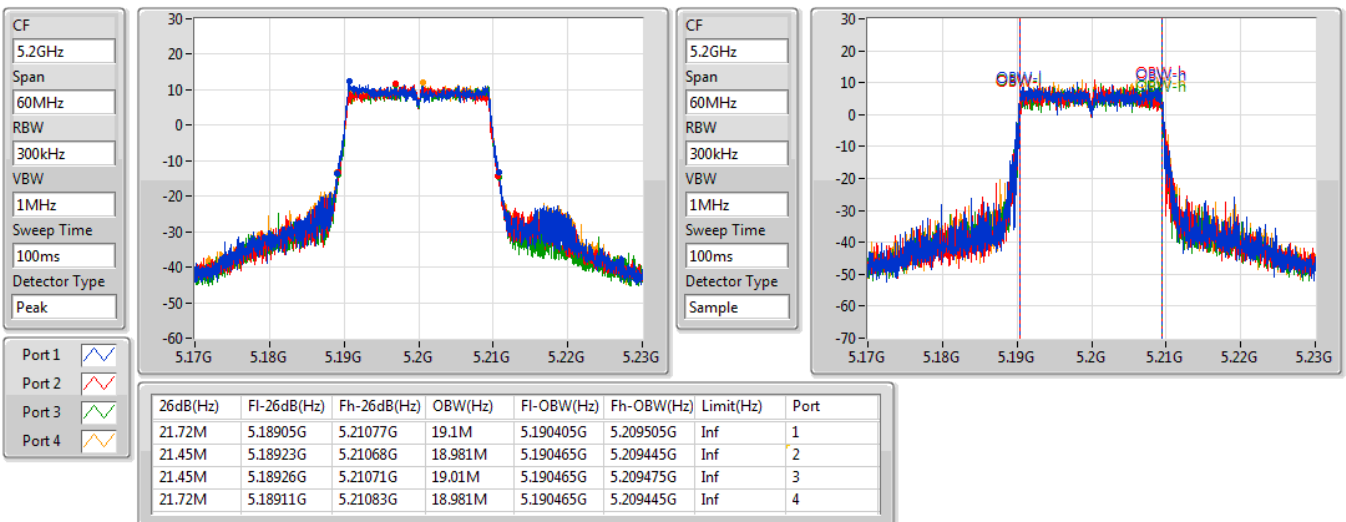 CF
5.2GHz
Span
60MHz
RBW
300kHz
VBW
1MHz
Sweep Time
100ms
Detector Type
Peak
30
20
10
0
-10
-20
-30
-40
-50
-60
5.17G 5.18G 5.19G 5.2G 5.21G 5.22G 5.23G
CF
5.2GHz
Span
60MHz
RBW
300kHz
VBW
1MHz
Sweep Time
100ms
Detector Type
Sample
30
20
10
0
-10
-20
-30
-40
-50
-60
-70
OBW-l
OBW-h
OBW-h
5.17G 5.18G 5.19G 5.2G 5.21G 5.22G 5.23G
Port 1
Port 2
Port 3
Port 4
26dB(Hz) Fl-26dB(Hz) Fh-26dB(Hz) OBW(Hz) Fl-OBW(Hz) Fh-OBW(Hz) Limit(Hz) Port
21.72M 5.18905G 5.21077G 19.1M 5.190405G 5.209505G Inf 1
21.45M 5.18923G 5.21068G 18.981M 5.190465G 5.209445G Inf 2
21.45M 5.18926G 5.21071G 19.01M 5.190465G 5.209475G Inf 3
21.72M 5.18911G 5.21083G 18.981M 5.190465G 5.209445G Inf 4